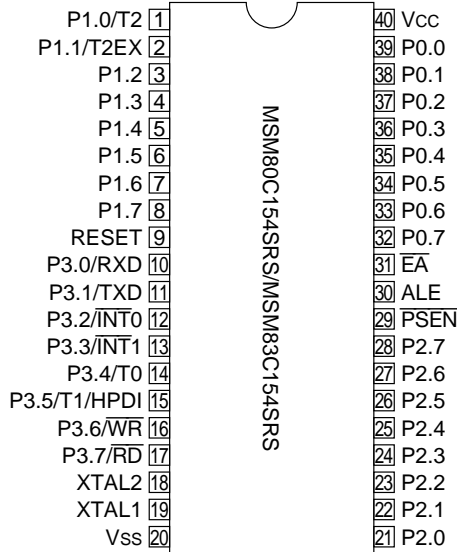 P1.0/T2 1 40 Vcc
P1.1/T2EX 2 39 P0.0
P1.2 3 38 P0.1
P1.3 4 37 P0.2
P1.4 5 36 P0.3
P1.5 6 35 P0.4
P1.6 7 34 P0.5
P1.7 8 33 P0.6
RESET 9 32 P0.7
P3.0/RXD 10 31 E̅A̅
P3.1/TXD 11 30 ALE
P3.2/I̅N̅T̅0 12 29 P̅S̅E̅N̅
P3.3/I̅N̅T̅1 13 28 P2.7
P3.4/T0 14 27 P2.6
P3.5/T1/HPDI 15 26 P2.5
P3.6/W̅R̅ 16 25 P2.4
P3.7/R̅D̅ 17 24 P2.3
XTAL2 18 23 P2.2
XTAL1 19 22 P2.1
Vss 20 21 P2.0
MSM80C154SRS/MSM83C154SRS